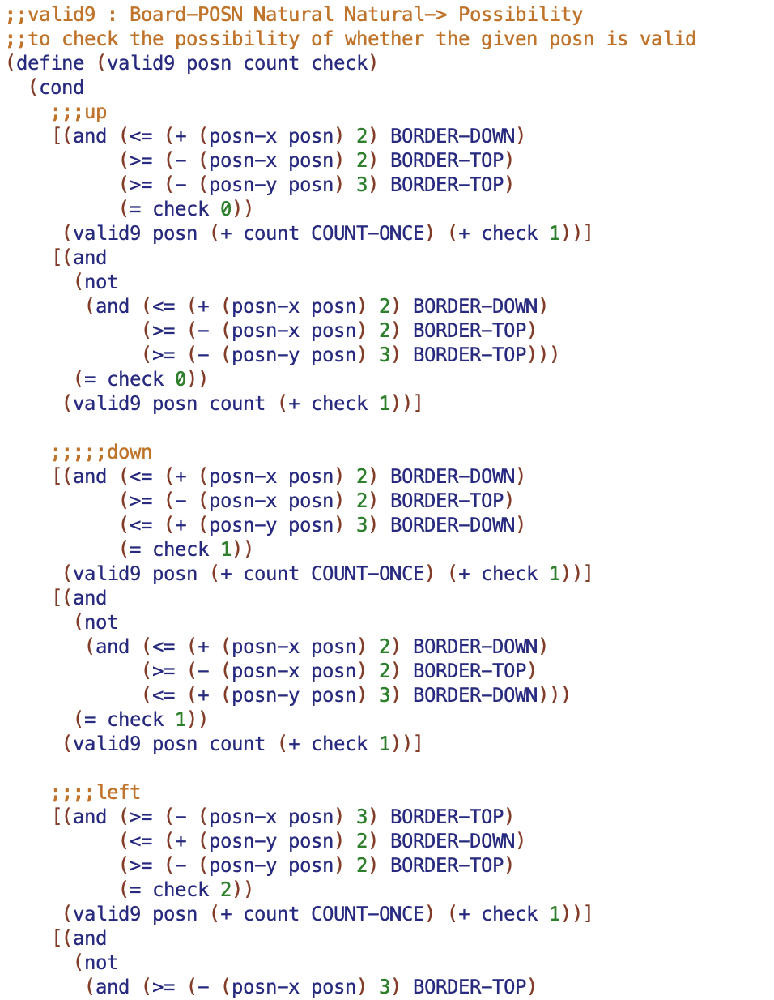 ;;valid9 : Board-POSN Natural Natural-> Possibility
;;to check the possibility of whether the given posn is valid
(define (valid9 posn count check)
  (cond
    ;;;up
    [(and (<= (+ (posn-x posn) 2) BORDER-DOWN)
          (>= (- (posn-x posn) 2) BORDER-TOP)
          (>= (- (posn-y posn) 3) BORDER-TOP)
          (= check 0))
     (valid9 posn (+ count COUNT-ONCE) (+ check 1))]
    [(and
      (not
       (and (<= (+ (posn-x posn) 2) BORDER-DOWN)
            (>= (- (posn-x posn) 2) BORDER-TOP)
            (>= (- (posn-y posn) 3) BORDER-TOP)))
      (= check 0))
     (valid9 posn count (+ check 1))]

    ;;;;;down
    [(and (<= (+ (posn-x posn) 2) BORDER-DOWN)
          (>= (- (posn-x posn) 2) BORDER-TOP)
          (<= (+ (posn-y posn) 3) BORDER-DOWN)
          (= check 1))
     (valid9 posn (+ count COUNT-ONCE) (+ check 1))]
    [(and
      (not
       (and (<= (+ (posn-x posn) 2) BORDER-DOWN)
            (>= (- (posn-x posn) 2) BORDER-TOP)
            (<= (+ (posn-y posn) 3) BORDER-DOWN)))
      (= check 1))
     (valid9 posn count (+ check 1))]

    ;;;;left
    [(and (>= (- (posn-x posn) 3) BORDER-TOP)
          (<= (+ (posn-y posn) 2) BORDER-DOWN)
          (>= (- (posn-y posn) 2) BORDER-TOP)
          (= check 2))
     (valid9 posn (+ count COUNT-ONCE) (+ check 1))]
    [(and
      (not
       (and (>= (- (posn-x posn) 3) BORDER-TOP)